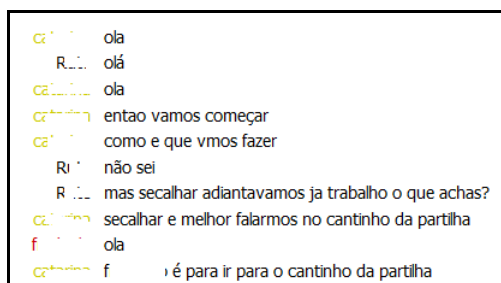 ola
olá
ola
entao vamos começar
como e que vmos fazer
não sei
mas secalhar adiantavamos ja trabalho o que achas?
secalhar e melhor falarmos no cantinho da partilha
ola
é para ir para o cantinho da partilha